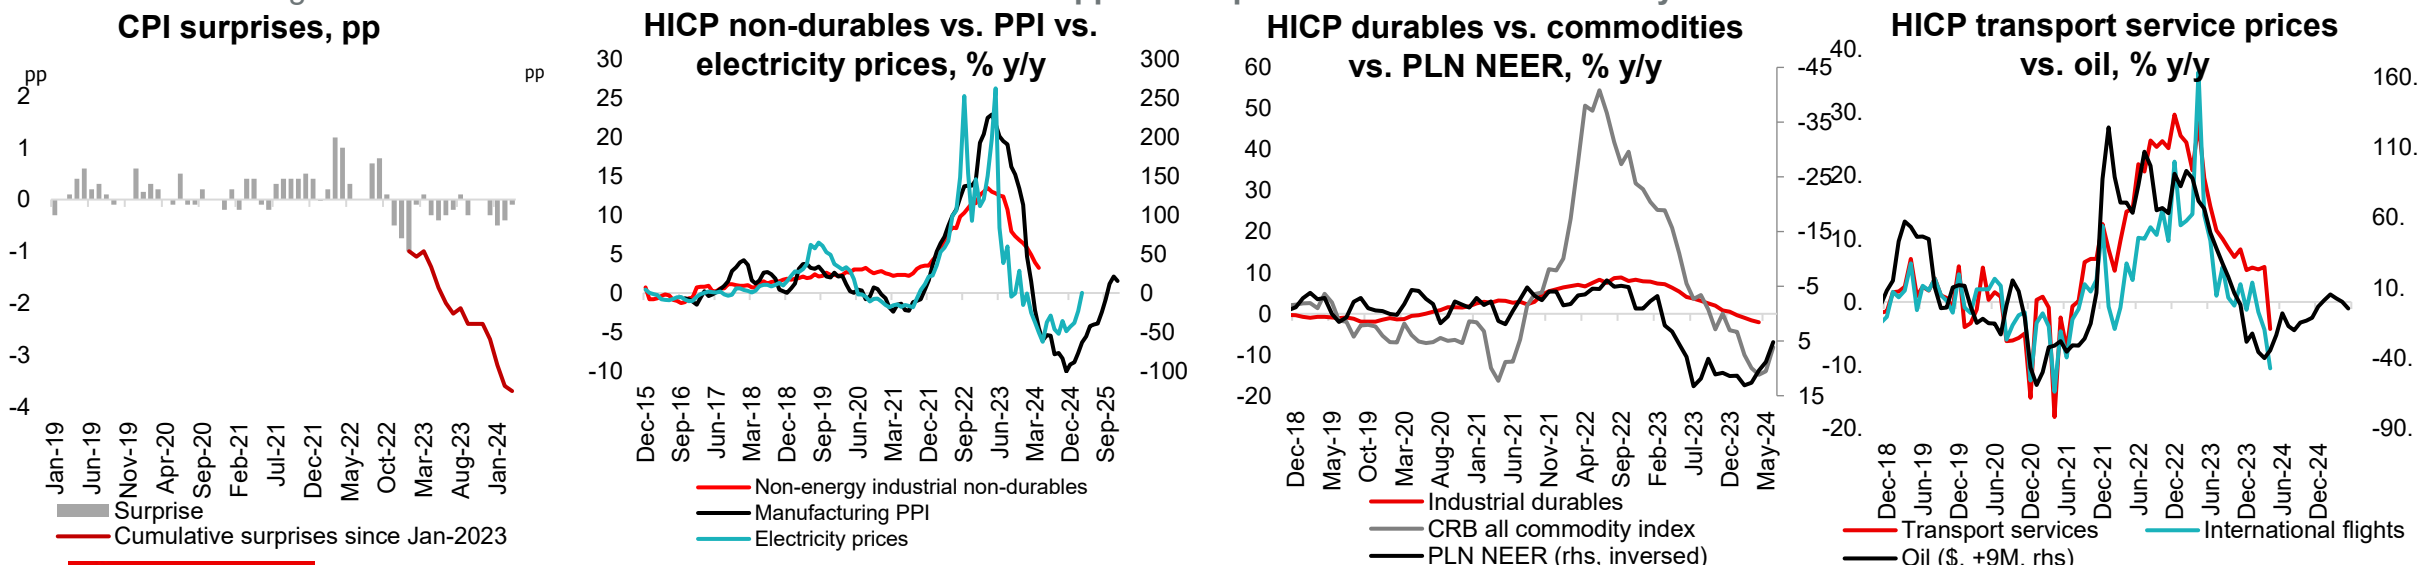 CPI surprises, pp
pp
pp
2
1
0
-1
-2
-3
-4
Jan-19
Jun-19
Nov-19
Apr-20
Sep-20
Feb-21
Jul-21
Dec-21
May-22
Oct-22
Mar-23
Aug-23
Jan-24
Surprise
Cumulative surprises since Jan-2023
HICP non-durables vs. PPI vs.
electricity prices, % y/y
30
25
20
15
10
5
0
-5
-10
300
250
200
150
100
50
0
-50
-100
Dec-15
Sep-16
Jun-17
Mar-18
Dec-18
Sep-19
Jun-20
Mar-21
Dec-21
Sep-22
Jun-23
Mar-24
Dec-24
Sep-25
Non-energy industrial non-durables
Manufacturing PPI
Electricity prices
HICP durables vs. commodities
vs. PLN NEER, % y/y
60
50
40
30
20
10
0
-10
-20
-45
-35
-25
-15
-5
5
15
Dec-18
May-19
Oct-19
Mar-20
Aug-20
Jan-21
Jun-21
Nov-21
Apr-22
Sep-22
Feb-23
Jul-23
Dec-23
May-24
Industrial durables
CRB all commodity index
PLN NEER (rhs, inversed)
HICP transport service prices
vs. oil, % y/y
40.
30.
20.
10.
0.
-10.
-20.
160.
110.
60.
10.
-40.
-90.
Dec-18
Jun-19
Dec-19
Jun-20
Dec-20
Jun-21
Dec-21
Jun-22
Dec-22
Jun-23
Dec-23
Jun-24
Dec-24
Transport services
International flights
Oil ($, +9M, rhs)